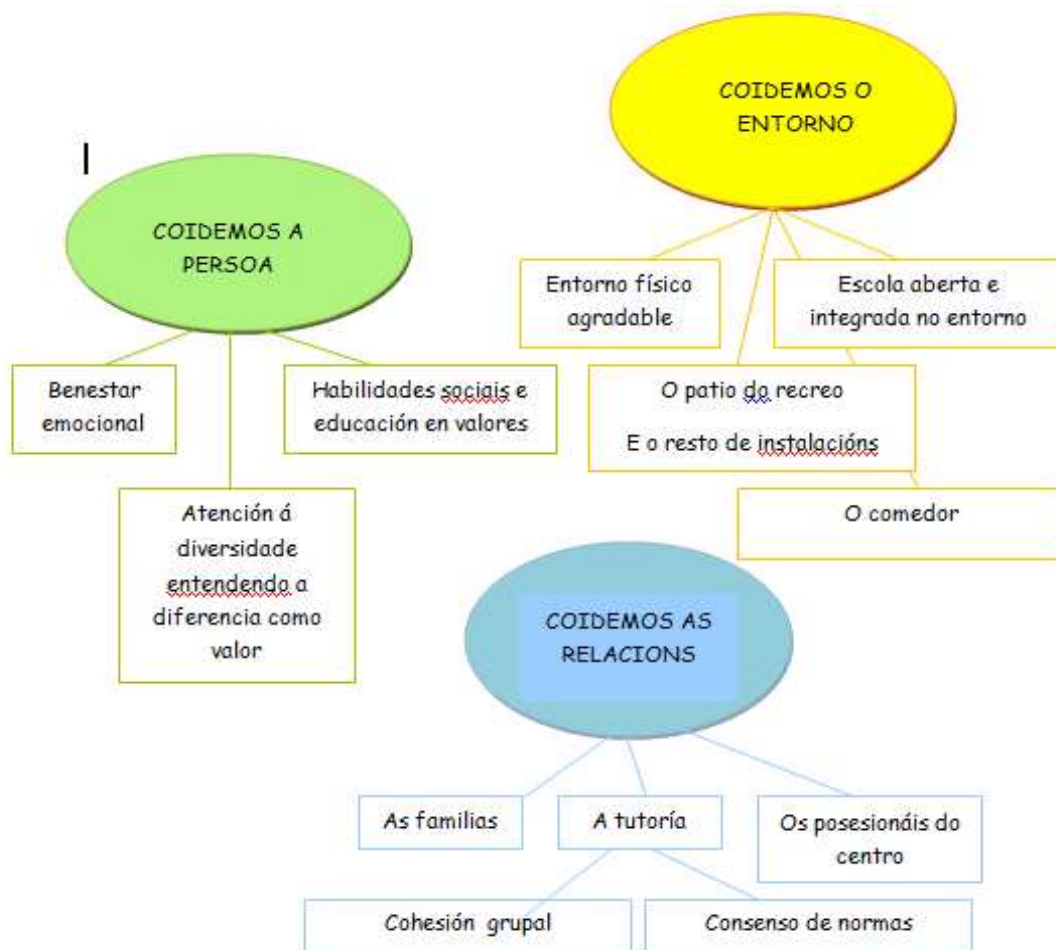 COIDEMOS A
PERSOA
Benestar
emocional
Habilidades sociais e
educación en valores
Atención á
diversidade
entendendo a
diferencia como
valor
COIDEMOS O
ENTORNO
Entorno físico
agradable
Escola aberta e
integrada no entorno
O patio do recreo
E o resto de instalacións
O comedor
COIDEMOS AS
RELACIONS
As familias
A tutoría
Os posesionáis do
centro
Cohesión grupal
Consenso de normas